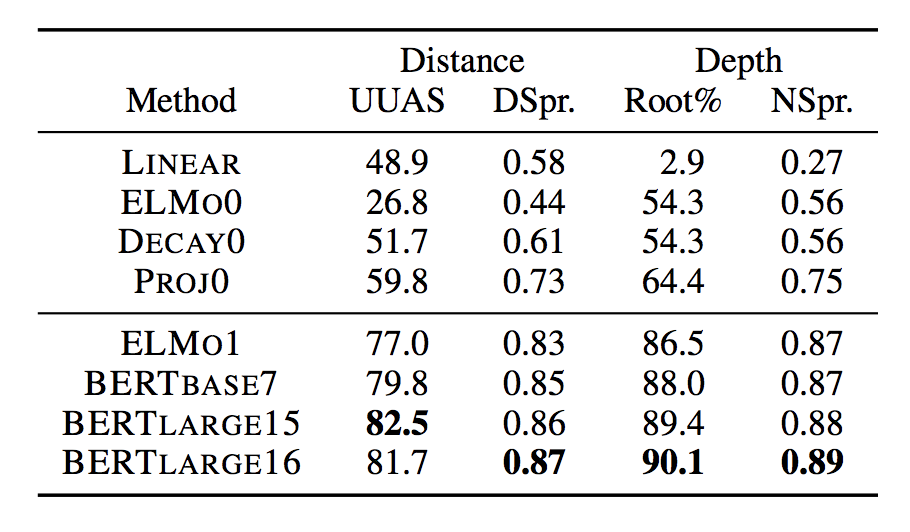 Distance Depth
Method UUAS DSpr. Root% NSpr.
LINEAR 48.9 0.58 2.9 0.27
ELMO0 26.8 0.44 54.3 0.56
DECAY0 51.7 0.61 54.3 0.56
PROJ0 59.8 0.73 64.4 0.75
ELMO1 77.0 0.83 86.5 0.87
BERTBASE7 79.8 0.85 88.0 0.87
BERTLARGE15 82.5 0.86 89.4 0.88
BERTLARGE16 81.7 0.87 90.1 0.89